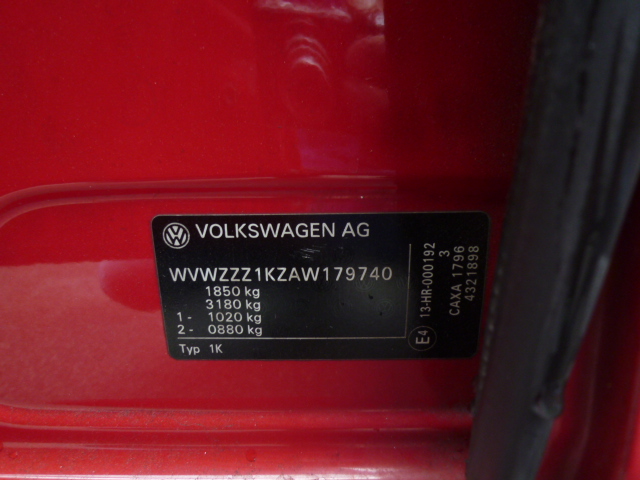 VOLKSWAGEN AG
WVWZZZ1KZAW179740
1850 kg
3180 kg
1 - 1020 kg
2 - 0880 kg
Typ 1K
E4
13-HR-000192
3
CAXA 1796
4321898